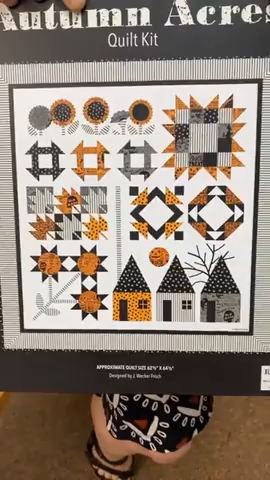 Autumn Acres
Quilt Kit
APPROXIMATE QUILT SIZE 62½" X 64½"
Designed by J. Wecker Frisch